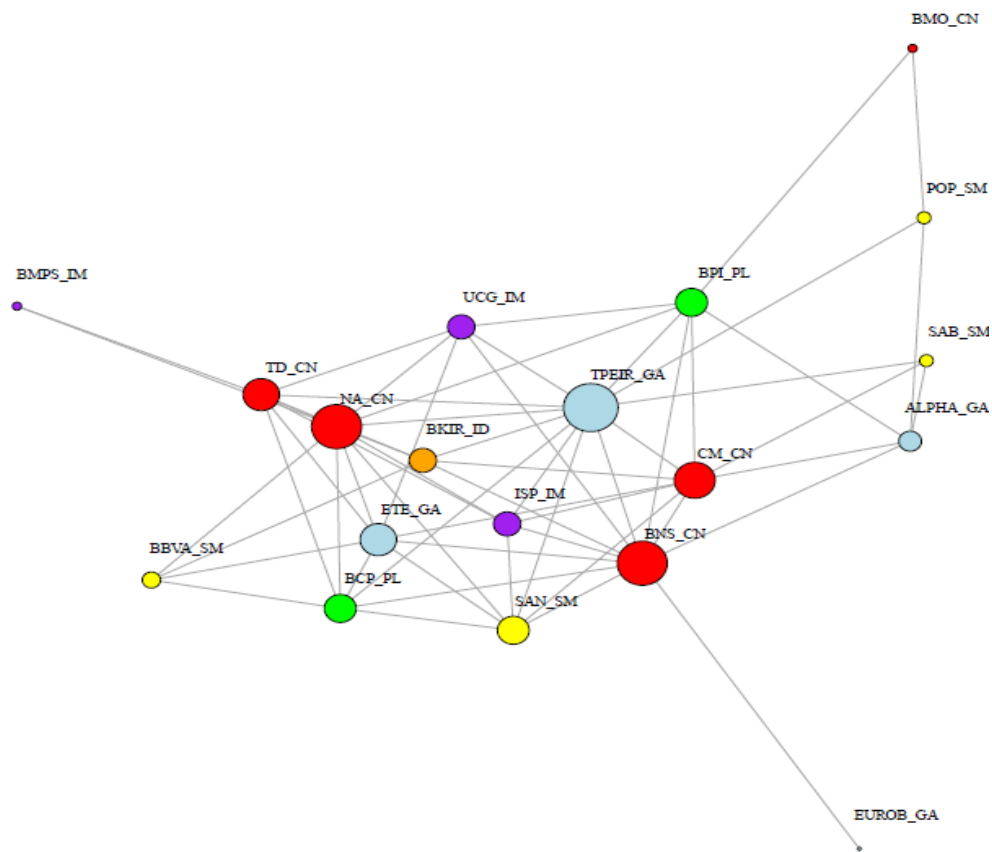 BMO_CN
POP_SM
BMPS_IM
BPI_PL
UCG_IM
SAB_SM
TD_CN
TPEIR_GA
NA_CN
ALPHA_GA
BKIR_ID
CM_CN
ISP_IM
ETE_GA
BNS_CN
BBVA_SM
BCP_PL
SAN_SM
EUROB_GA